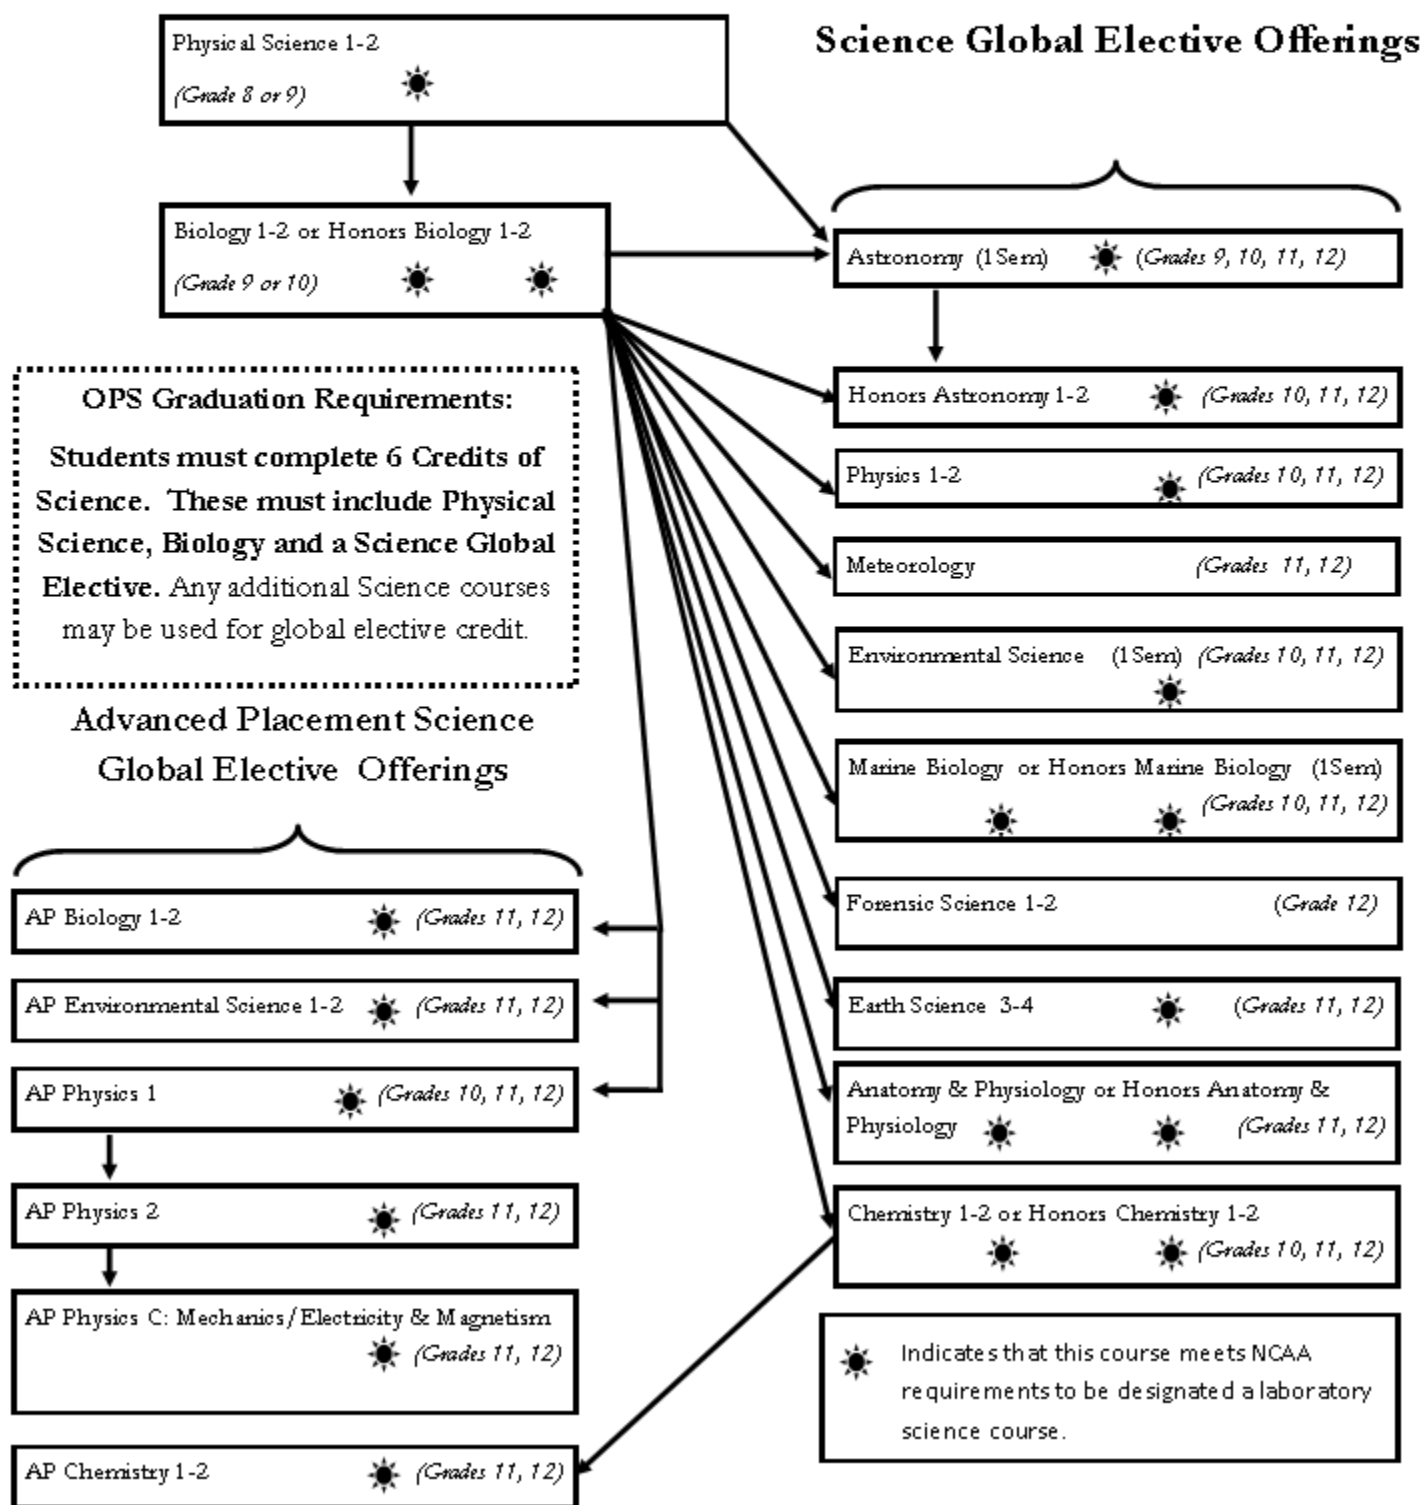 Physical Science 1-2
(Grade 8 or 9)
Science Global Elective Offerings
Biology 1-2 or Honors Biology 1-2
(Grade 9 or 10)
Astronomy (1Sem) (Grades 9, 10, 11, 12)
Honors Astronomy 1-2 (Grades 10, 11, 12)
Physics 1-2 (Grades 10, 11, 12)
Meteorology (Grades 11, 12)
Environmental Science (1Sem) (Grades 10, 11, 12)
Marine Biology or Honors Marine Biology (1Sem)
(Grades 10, 11, 12)
Forensic Science 1-2 (Grade 12)
Earth Science 3-4 (Grades 11, 12)
Anatomy & Physiology or Honors Anatomy &
Physiology (Grades 11, 12)
Chemistry 1-2 or Honors Chemistry 1-2
(Grades 10, 11, 12)
OPS Graduation Requirements:
Students must complete 6 Credits of
Science. These must include Physical
Science, Biology and a Science Global
Elective. Any additional Science courses
may be used for global elective credit.
Advanced Placement Science
Global Elective Offerings
AP Biology 1-2 (Grades 11, 12)
AP Environmental Science 1-2 (Grades 11, 12)
AP Physics 1 (Grades 10, 11, 12)
AP Physics 2 (Grades 11, 12)
AP Physics C: Mechanics/Electricity & Magnetism
(Grades 11, 12)
AP Chemistry 1-2 (Grades 11, 12)
Indicates that this course meets NCAA
requirements to be designated a laboratory
science course.